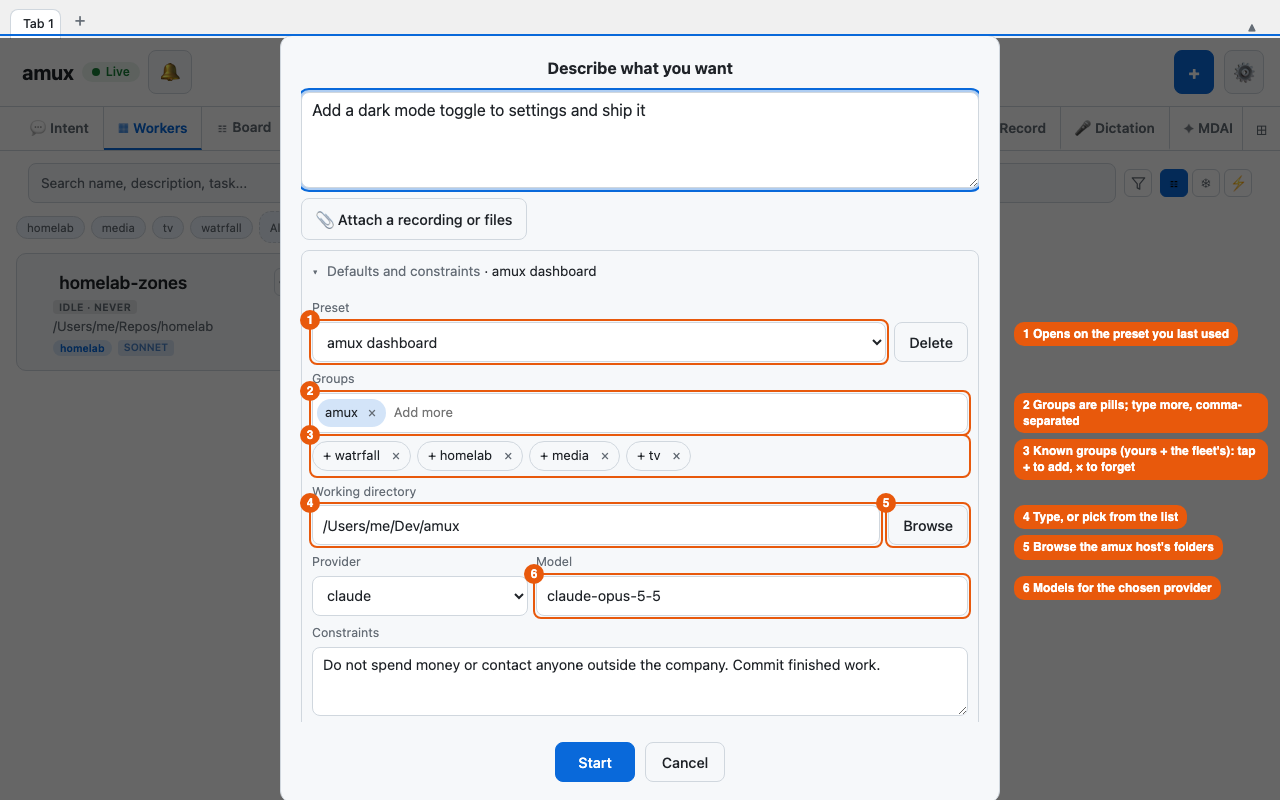 Tab 1 +
▲
amux
● Live
+
Intent
Workers
Board
Record
Dictation
MDAI
Search name, description, task...
homelab
media
tv
watrfall
homelab-zones
IDLE · NEVER
/Users/me/Repos/homelab
homelab
SONNET
Describe what you want
Add a dark mode toggle to settings and ship it
Attach a recording or files
Defaults and constraints · amux dashboard
Preset
1
amux dashboard
Delete
Groups
2
amux ×
Add more
3
+ watrfall ×
+ homelab ×
+ media ×
+ tv ×
Working directory
4
/Users/me/Dev/amux
5
Browse
Provider
Model
claude
6
claude-opus-5-5
Constraints
Do not spend money or contact anyone outside the company. Commit finished work.
Start
Cancel
1 Opens on the preset you last used
2 Groups are pills; type more, comma-
separated
3 Known groups (yours + the fleet's): tap
+ to add, × to forget
4 Type, or pick from the list
5 Browse the amux host's folders
6 Models for the chosen provider